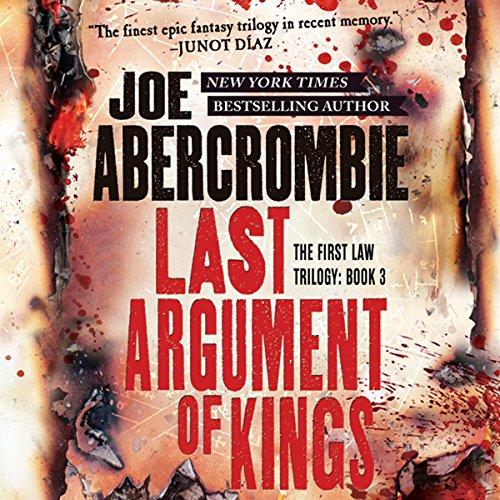 "The finest epic fantasy trilogy in recent memory."
—JUNOT DÍAZ
JOE
NEW YORK TIMES
BESTSELLING AUTHOR
ABERCROMBIE
LAST
THE FIRST LAW
TRILOGY: BOOK 3
ARGUMENT
OF KINGS